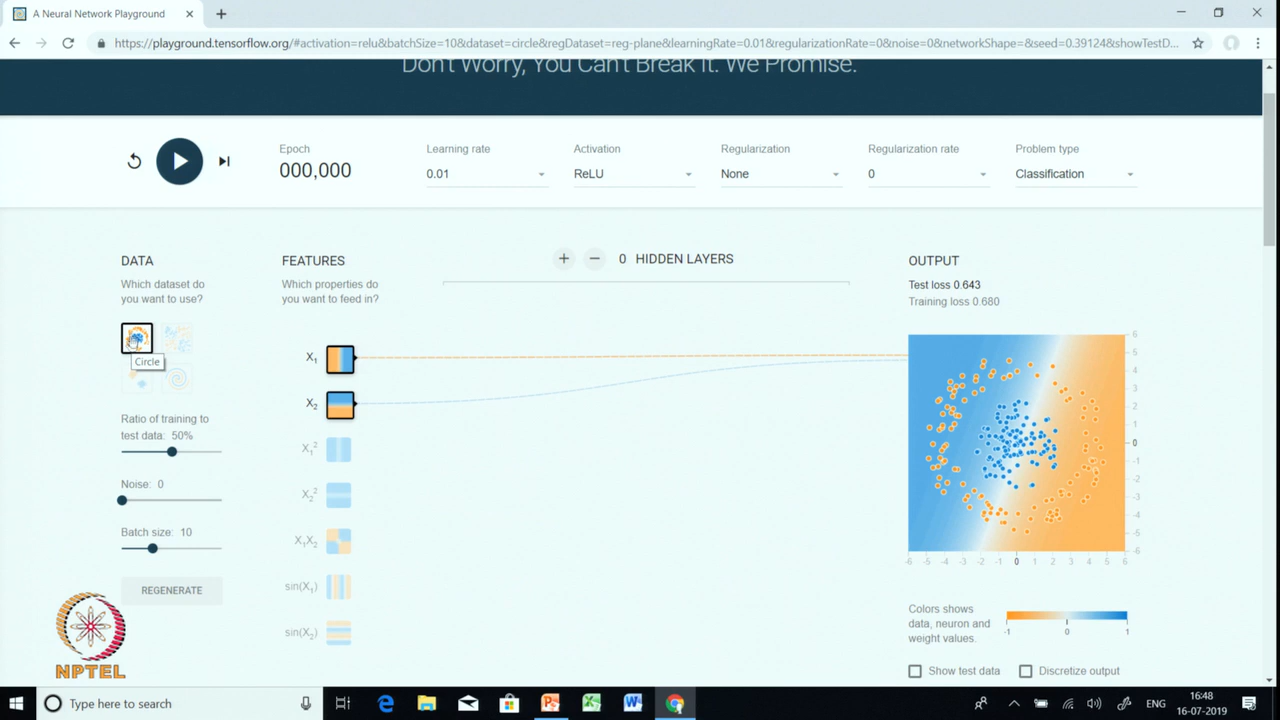 A Neural Network Playground
https://playground.tensorflow.org/#activation=relu&batchSize=10&dataset=circle&regDataset=reg-plane&learningRate=0.01&regularizationRate=0&noise=0&networkShape=&seed=0.39124&showTestD...
Don't Worry, You Can't Break It. We Promise.
Epoch
000,000
Learning rate
0.01
Activation
ReLU
Regularization
None
Regularization rate
0
Problem type
Classification
DATA
Which dataset do
you want to use?
Circle
Ratio of training to
test data: 50%
Noise: 0
Batch size: 10
REGENERATE
FEATURES
Which properties do
you want to feed in?
X₁
X₂
X₁²
X₂²
X₁X₂
sin(X₁)
sin(X₂)
+ − 0 HIDDEN LAYERS
OUTPUT
Test loss 0.643
Training loss 0.680
6
5
4
3
2
1
0
-1
-2
-3
-4
-5
-6
-6 -5 -4 -3 -2 -1 0 1 2 3 4 5 6
Colors shows
data, neuron and
weight values.
-1 0 1
Show test data
Discretize output
NPTEL
Type here to search
ENG
16:48
16-07-2019